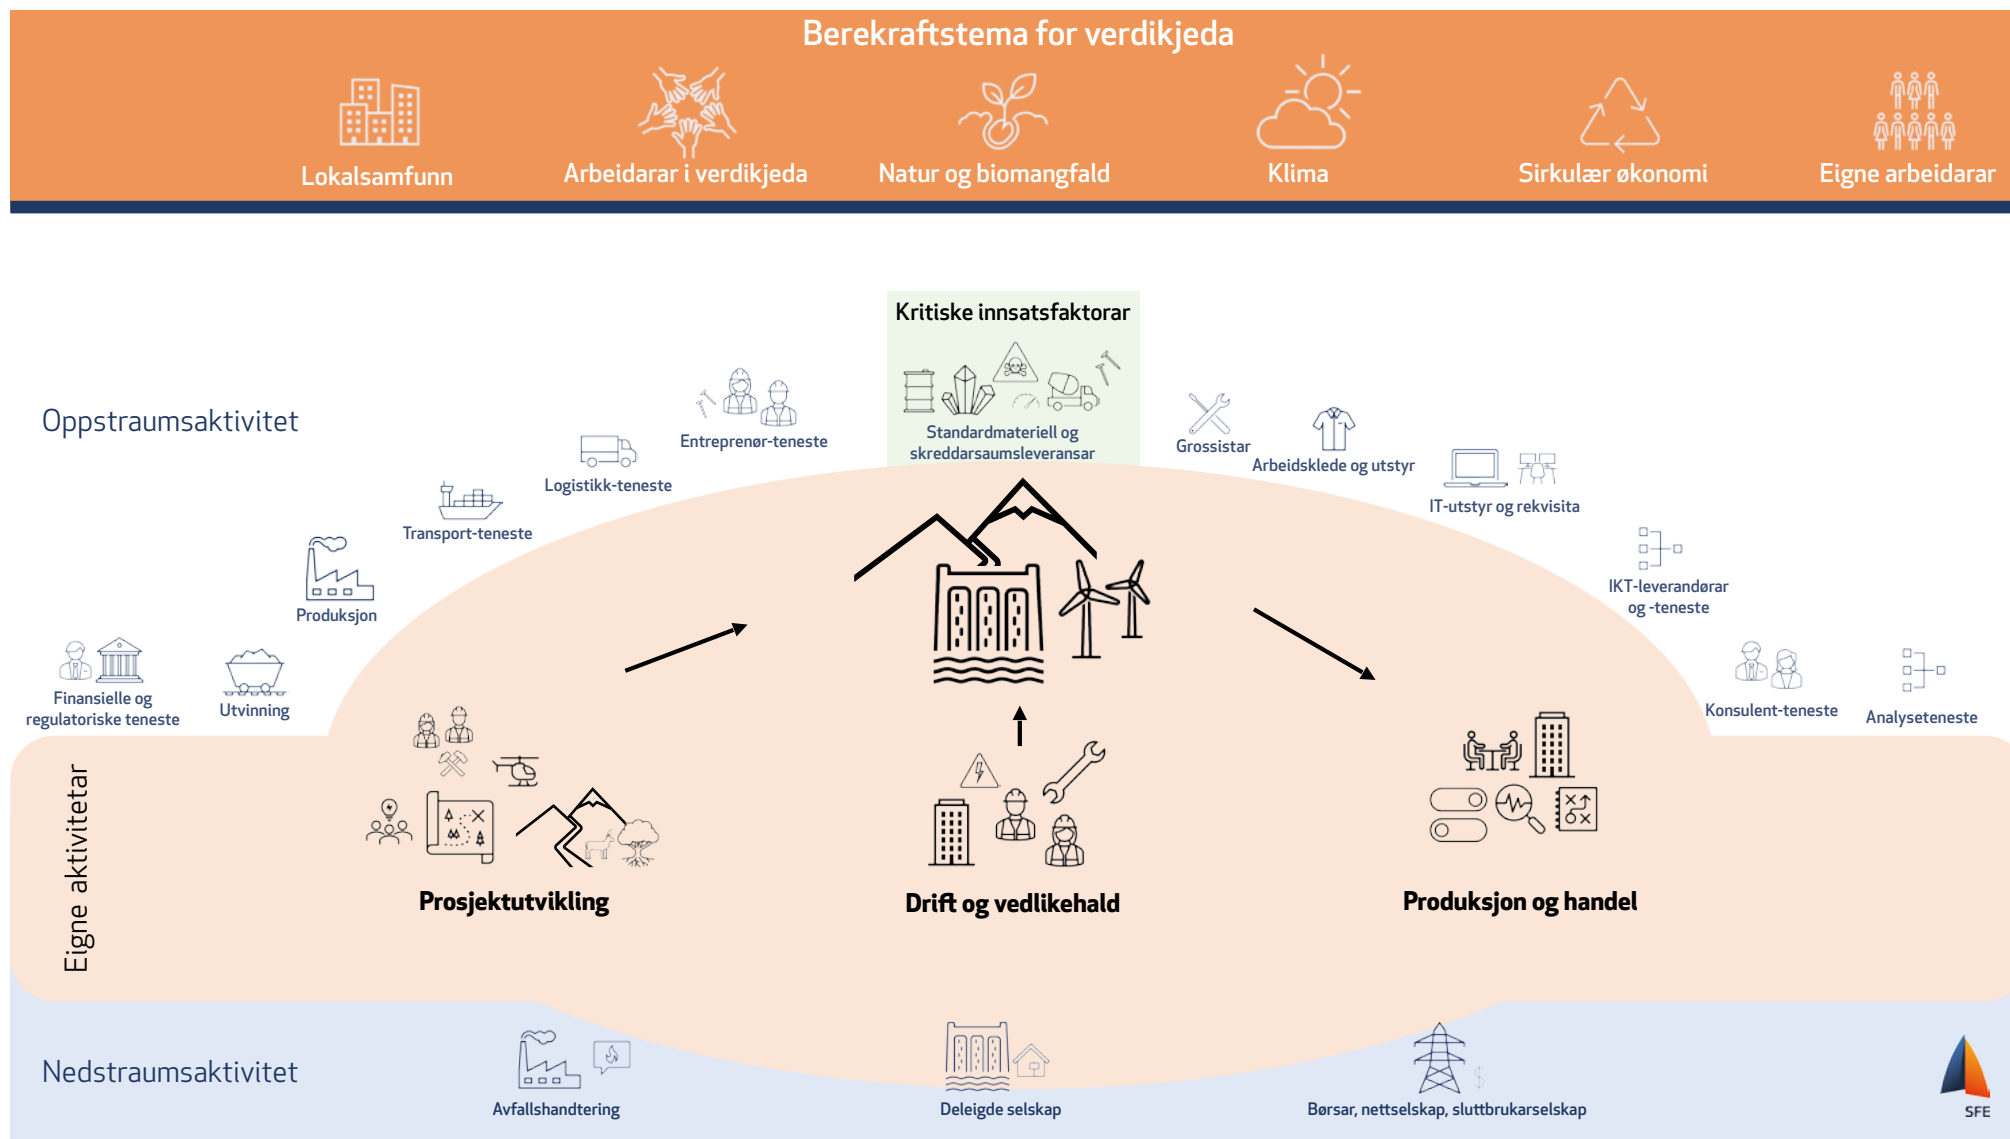 Berekraftstema for verdikjeda
Lokalsamfunn
Arbeidarar i verdikjeda
Natur og biomangfald
Klima
Sirkulær økonomi
Eigne arbeidarar
Oppstraumsaktivitet
Finansielle og
regulatoriske teneste
Utvinning
Produksjon
Transport-teneste
Logistikk-teneste
Entreprenør-teneste
Kritiske innsatsfaktorar
Standardmateriell og
skreddarsaumsleveransar
Grossistar
Arbeidsklede og utstyr
IT-utstyr og rekvisita
IKT-leverandørar
og -teneste
Konsulent-teneste
Analyseteneste
Eigne aktivitetar
Prosjektutvikling
Drift og vedlikehald
Produksjon og handel
Nedstraumsaktivitet
Avfallshandtering
Deleigde selskap
Børsar, nettselskap, sluttbrukarselskap
SFE